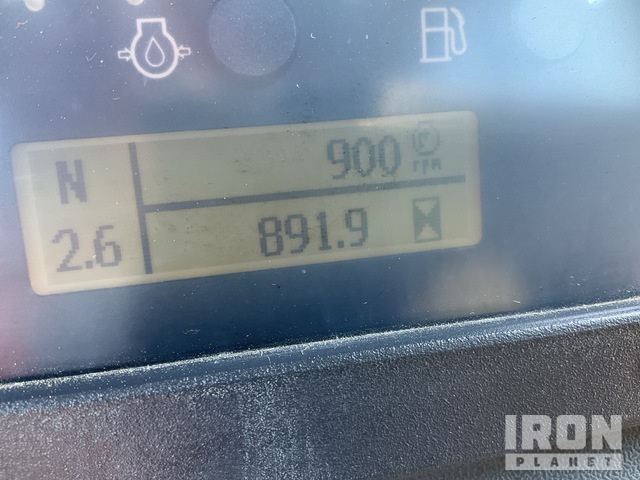 N
900
rpm
2.6
891.9
IRON
PLANET